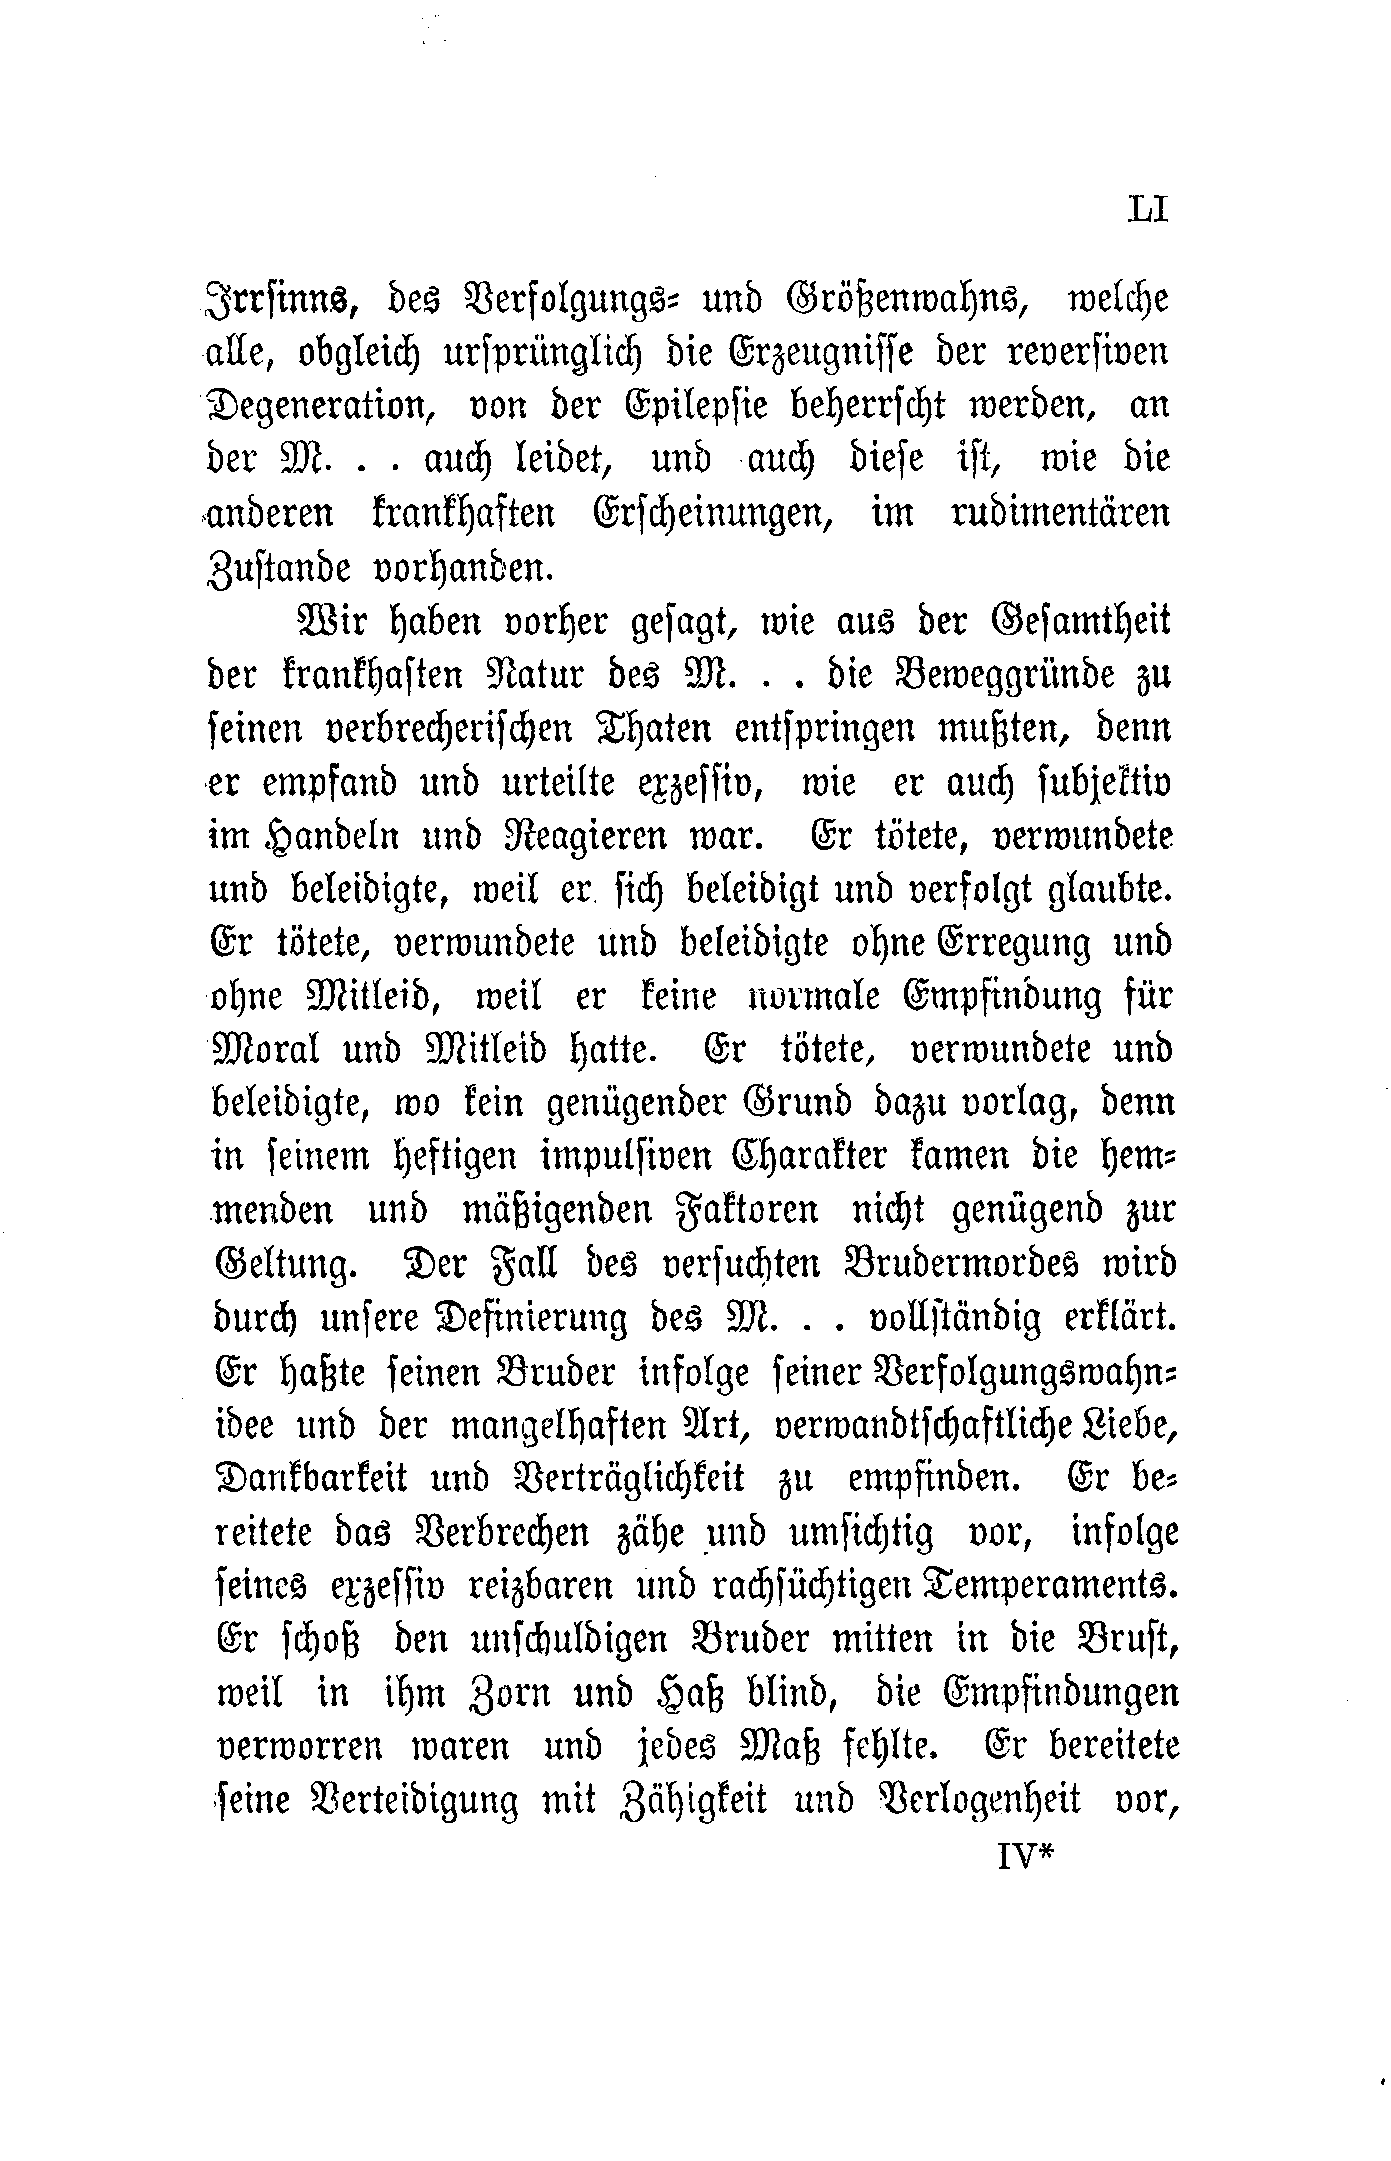 LI
Irrsinns, des Verfolgungs- und Größenwahns, welche
alle, obgleich ursprünglich die Erzeugnisse der reversiven
Degeneration, von der Epilepsie beherrscht werden, an
der M. . . auch leidet, und auch diese ist, wie die
anderen krankhaften Erscheinungen, im rudimentären
Zustande vorhanden.
Wir haben vorher gesagt, wie aus der Gesamtheit
der krankhaften Natur des M. . . die Beweggründe zu
seinen verbrecherischen Thaten entspringen mußten, denn
er empfand und urteilte exzessiv, wie er auch subjektiv
im Handeln und Reagieren war. Er tötete, verwundete
und beleidigte, weil er sich beleidigt und verfolgt glaubte.
Er tötete, verwundete und beleidigte ohne Erregung und
ohne Mitleid, weil er keine normale Empfindung für
Moral und Mitleid hatte. Er tötete, verwundete und
beleidigte, wo kein genügender Grund dazu vorlag, denn
in seinem heftigen impulsiven Charakter kamen die hem-
menden und mäßigenden Faktoren nicht genügend zur
Geltung. Der Fall des versuchten Brudermordes wird
durch unsere Definierung des M. . . vollständig erklärt.
Er haßte seinen Bruder infolge seiner Verfolgungswahn-
idee und der mangelhaften Art, verwandtschaftliche Liebe,
Dankbarkeit und Verträglichkeit zu empfinden. Er be-
reitete das Verbrechen zähe und umsichtig vor, infolge
seines exzessiv reizbaren und rachsüchtigen Temperaments.
Er schoß den unschuldigen Bruder mitten in die Brust,
weil in ihm Zorn und Haß blind, die Empfindungen
verworren waren und jedes Maß fehlte. Er bereitete
seine Verteidigung mit Zähigkeit und Verlogenheit vor,
IV*